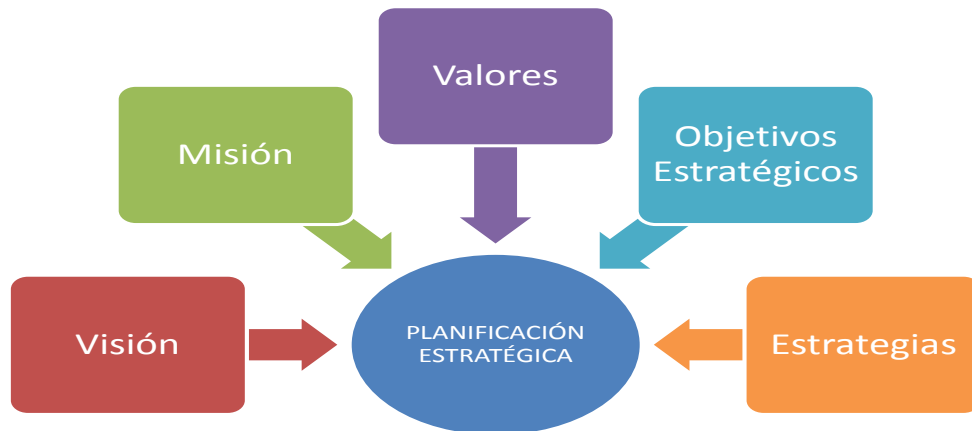 Valores
Misión
Objetivos
Estratégicos
Visión
PLANIFICACIÓN
ESTRATÉGICA
Estrategias